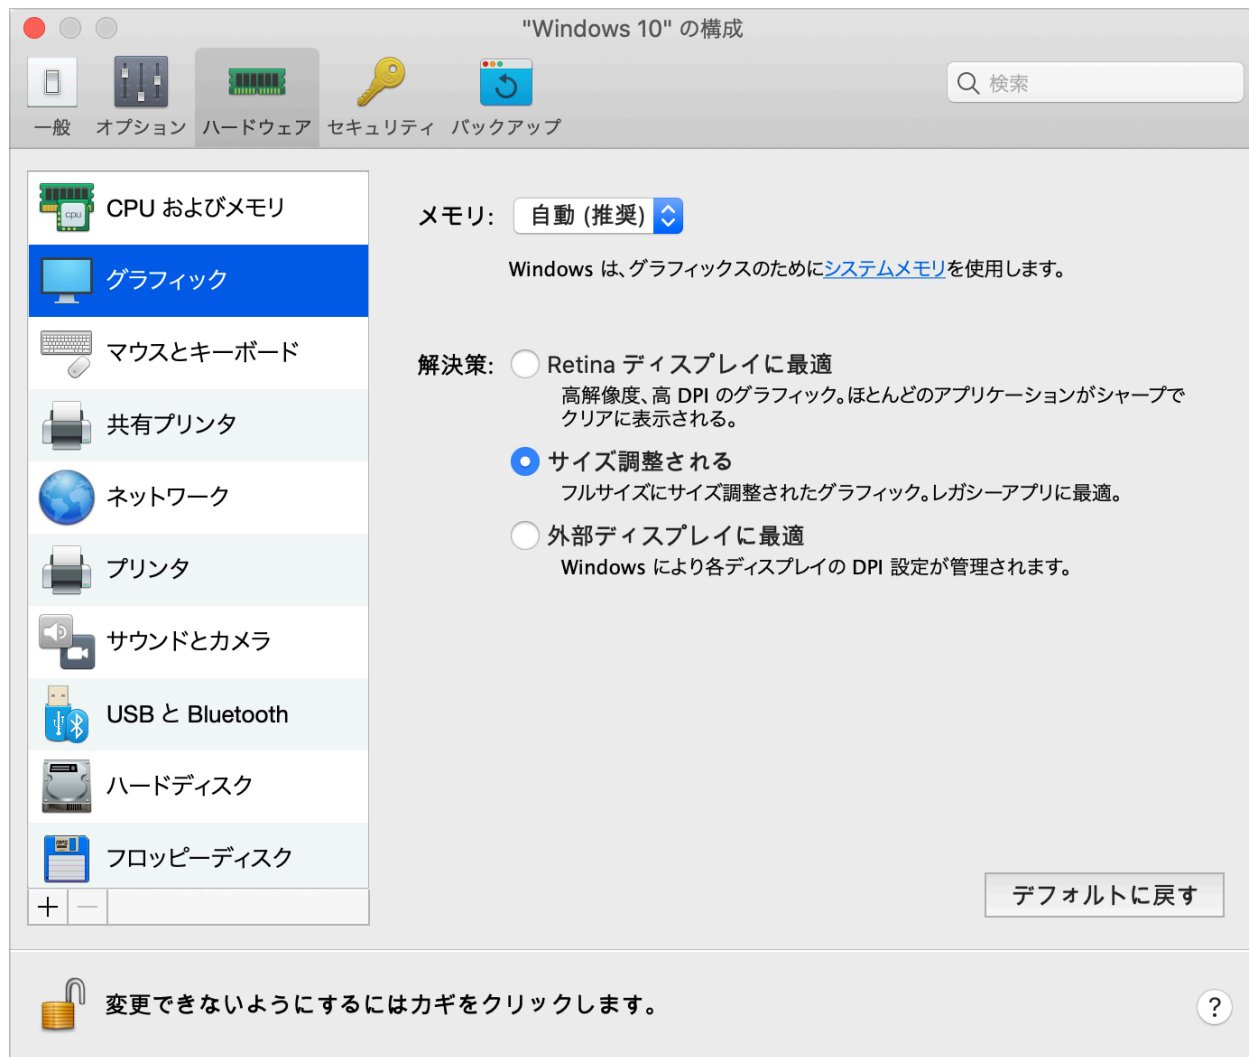 "Windows 10" の構成
一般
オプション
ハードウェア
セキュリティ
バックアップ
検索
CPU およびメモリ
グラフィック
マウスとキーボード
共有プリンタ
ネットワーク
プリンタ
サウンドとカメラ
USB と Bluetooth
ハードディスク
フロッピーディスク
メモリ: 自動 (推奨)
Windows は、グラフィックスのためにシステムメモリを使用します。
解決策: Retina ディスプレイに最適
高解像度、高 DPI のグラフィック。ほとんどのアプリケーションがシャープで
クリアに表示される。
サイズ調整される
フルサイズにサイズ調整されたグラフィック。レガシーアプリに最適。
外部ディスプレイに最適
Windows により各ディスプレイの DPI 設定が管理されます。
デフォルトに戻す
変更できないようにするにはカギをクリックします。
?
cpu